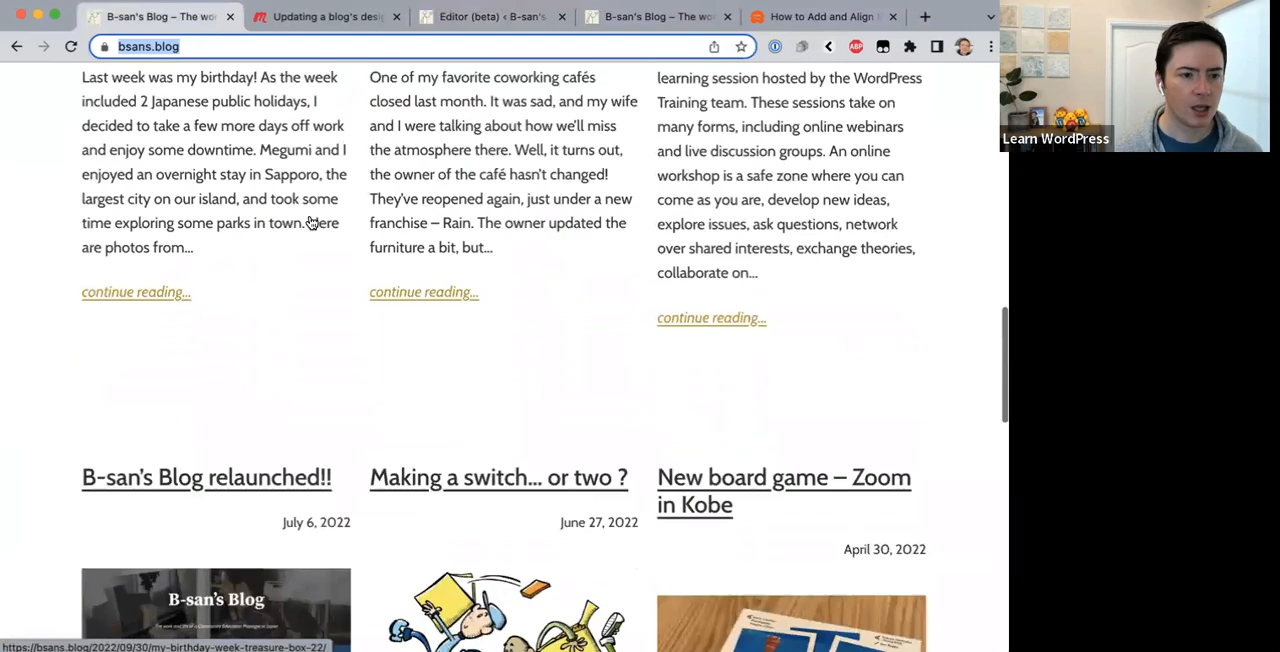 B-san's Blog – The wo
Updating a blog's desi
Editor (beta) ‹ B-san's
B-san's Blog – The wo
How to Add and Align I
bsans.blog
ABP
Last week was my birthday! As the week
included 2 Japanese public holidays, I
decided to take a few more days off work
and enjoy some downtime. Megumi and I
enjoyed an overnight stay in Sapporo, the
largest city on our island, and took some
time exploring some parks in town. Here
are photos from...
continue reading...
One of my favorite coworking cafés
closed last month. It was sad, and my wife
and I were talking about how we'll miss
the atmosphere there. Well, it turns out,
the owner of the café hasn't changed!
They've reopened again, just under a new
franchise – Rain. The owner updated the
furniture a bit, but...
continue reading...
learning session hosted by the WordPress
Training team. These sessions take on
many forms, including online webinars
and live discussion groups. An online
workshop is a safe zone where you can
come as you are, develop new ideas,
explore issues, ask questions, network
over shared interests, exchange theories,
collaborate on...
continue reading...
B-san's Blog relaunched!!
July 6, 2022
B-san's Blog
Making a switch... or two ?
June 27, 2022
New board game – Zoom
in Kobe
April 30, 2022
https://bsans.blog/2022/09/30/my-birthday-week-treasure-box-22/
Learn WordPress